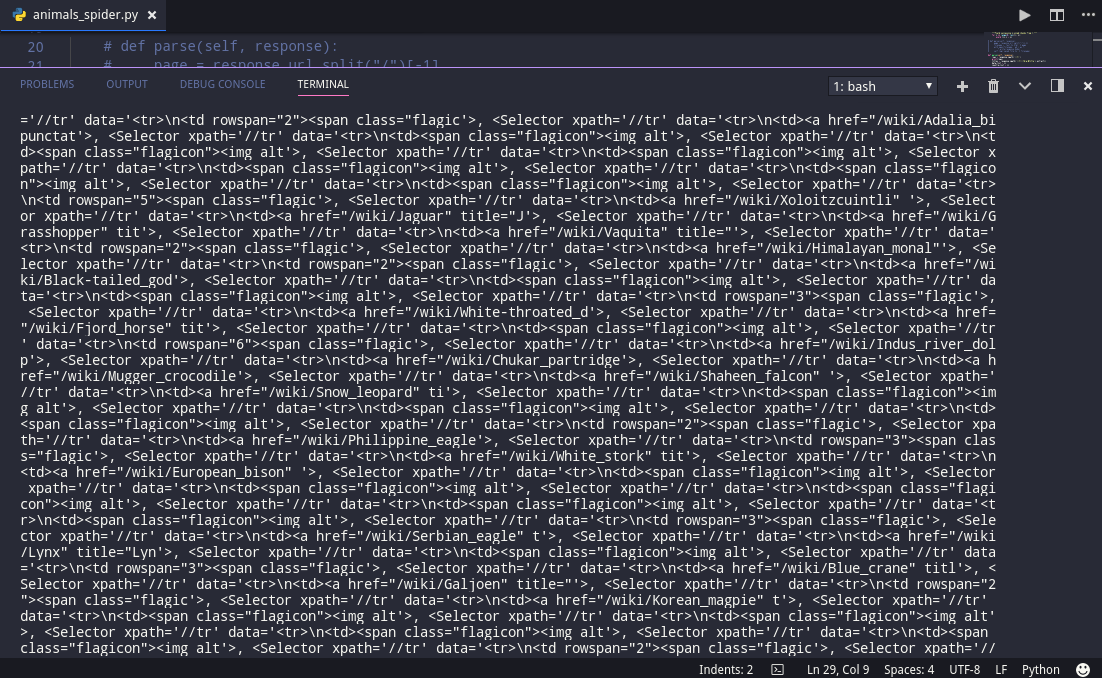 animals_spider.py ×
20 # def parse(self, response):
21 # page = response.url.split("/")[-1]
PROBLEMS OUTPUT DEBUG CONSOLE TERMINAL 1: bash
='//tr' data='<tr>\n<td rowspan="2"><span class="flagic'>, <Selector xpath='//tr' data='<tr>\n<td><a href="/wiki/Adalia_bi
punctat'>, <Selector xpath='//tr' data='<tr>\n<td><span class="flagicon"><img alt'>, <Selector xpath='//tr' data='<tr>\n<t
d><span class="flagicon"><img alt'>, <Selector xpath='//tr' data='<tr>\n<td><span class="flagicon"><img alt'>, <Selector x
path='//tr' data='<tr>\n<td><span class="flagicon"><img alt'>, <Selector xpath='//tr' data='<tr>\n<td><span class="flagico
n"><img alt'>, <Selector xpath='//tr' data='<tr>\n<td><span class="flagicon"><img alt'>, <Selector xpath='//tr' data='<tr>
\n<td rowspan="5"><span class="flagic'>, <Selector xpath='//tr' data='<tr>\n<td><a href="/wiki/Xoloitzcuintli" '>, <Select
or xpath='//tr' data='<tr>\n<td><a href="/wiki/Jaguar" title="J'>, <Selector xpath='//tr' data='<tr>\n<td><a href="/wiki/G
rasshopper" tit'>, <Selector xpath='//tr' data='<tr>\n<td><a href="/wiki/Vaquita" title="'>, <Selector xpath='//tr' data='
<tr>\n<td rowspan="2"><span class="flagic'>, <Selector xpath='//tr' data='<tr>\n<td><a href="/wiki/Himalayan_monal"'>, <Se
lector xpath='//tr' data='<tr>\n<td rowspan="2"><span class="flagic'>, <Selector xpath='//tr' data='<tr>\n<td><a href="/wi
ki/Black-tailed_god'>, <Selector xpath='//tr' data='<tr>\n<td><span class="flagicon"><img alt'>, <Selector xpath='//tr' da
ta='<tr>\n<td><span class="flagicon"><img alt'>, <Selector xpath='//tr' data='<tr>\n<td rowspan="3"><span class="flagic'>,
 <Selector xpath='//tr' data='<tr>\n<td><a href="/wiki/White-throated_d'>, <Selector xpath='//tr' data='<tr>\n<td><a href=
"/wiki/Fjord_horse" tit'>, <Selector xpath='//tr' data='<tr>\n<td><span class="flagicon"><img alt'>, <Selector xpath='//tr
' data='<tr>\n<td rowspan="6"><span class="flagic'>, <Selector xpath='//tr' data='<tr>\n<td><a href="/wiki/Indus_river_dol
p'>, <Selector xpath='//tr' data='<tr>\n<td><a href="/wiki/Chukar_partridge'>, <Selector xpath='//tr' data='<tr>\n<td><a h
ref="/wiki/Mugger_crocodile'>, <Selector xpath='//tr' data='<tr>\n<td><a href="/wiki/Shaheen_falcon" '>, <Selector xpath='
//tr' data='<tr>\n<td><a href="/wiki/Snow_leopard" ti'>, <Selector xpath='//tr' data='<tr>\n<td><span class="flagicon"><im
g alt'>, <Selector xpath='//tr' data='<tr>\n<td><span class="flagicon"><img alt'>, <Selector xpath='//tr' data='<tr>\n<td>
<span class="flagicon"><img alt'>, <Selector xpath='//tr' data='<tr>\n<td rowspan="2"><span class="flagic'>, <Selector xpa
th='//tr' data='<tr>\n<td><a href="/wiki/Philippine_eagle'>, <Selector xpath='//tr' data='<tr>\n<td rowspan="3"><span clas
s="flagic'>, <Selector xpath='//tr' data='<tr>\n<td><a href="/wiki/White_stork" tit'>, <Selector xpath='//tr' data='<tr>\n
<td><a href="/wiki/European_bison" '>, <Selector xpath='//tr' data='<tr>\n<td><span class="flagicon"><img alt'>, <Selector
 xpath='//tr' data='<tr>\n<td><span class="flagicon"><img alt'>, <Selector xpath='//tr' data='<tr>\n<td><span class="flagi
con"><img alt'>, <Selector xpath='//tr' data='<tr>\n<td><span class="flagicon"><img alt'>, <Selector xpath='//tr' data='<t
r>\n<td><span class="flagicon"><img alt'>, <Selector xpath='//tr' data='<tr>\n<td rowspan="3"><span class="flagic'>, <Sele
ctor xpath='//tr' data='<tr>\n<td><a href="/wiki/Serbian_eagle" t'>, <Selector xpath='//tr' data='<tr>\n<td><a href="/wiki
/Lynx" title="Lyn'>, <Selector xpath='//tr' data='<tr>\n<td><span class="flagicon"><img alt'>, <Selector xpath='//tr' data
='<tr>\n<td rowspan="3"><span class="flagic'>, <Selector xpath='//tr' data='<tr>\n<td><a href="/wiki/Blue_crane" titl'>, <
Selector xpath='//tr' data='<tr>\n<td><a href="/wiki/Galjoen" title="'>, <Selector xpath='//tr' data='<tr>\n<td rowspan="2
"><span class="flagic'>, <Selector xpath='//tr' data='<tr>\n<td><a href="/wiki/Korean_magpie" t'>, <Selector xpath='//tr' 
data='<tr>\n<td><span class="flagicon"><img alt'>, <Selector xpath='//tr' data='<tr>\n<td><span class="flagicon"><img alt'
>, <Selector xpath='//tr' data='<tr>\n<td><span class="flagicon"><img alt'>, <Selector xpath='//tr' data='<tr>\n<td><span 
class="flagicon"><img alt'>, <Selector xpath='//tr' data='<tr>\n<td rowspan="2"><span class="flagic'>, <Selector xpath='//
Indents: 2 Ln 29, Col 9 Spaces: 4 UTF-8 LF Python